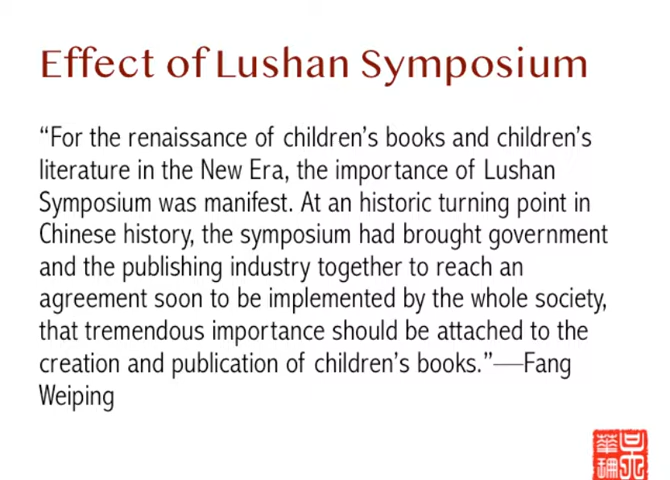 Effect of Lushan Symposium
“For the renaissance of children’s books and children’s
literature in the New Era, the importance of Lushan
Symposium was manifest. At an historic turning point in
Chinese history, the symposium had brought government
and the publishing industry together to reach an
agreement soon to be implemented by the whole society,
that tremendous importance should be attached to the
creation and publication of children’s books.”—Fang
Weiping